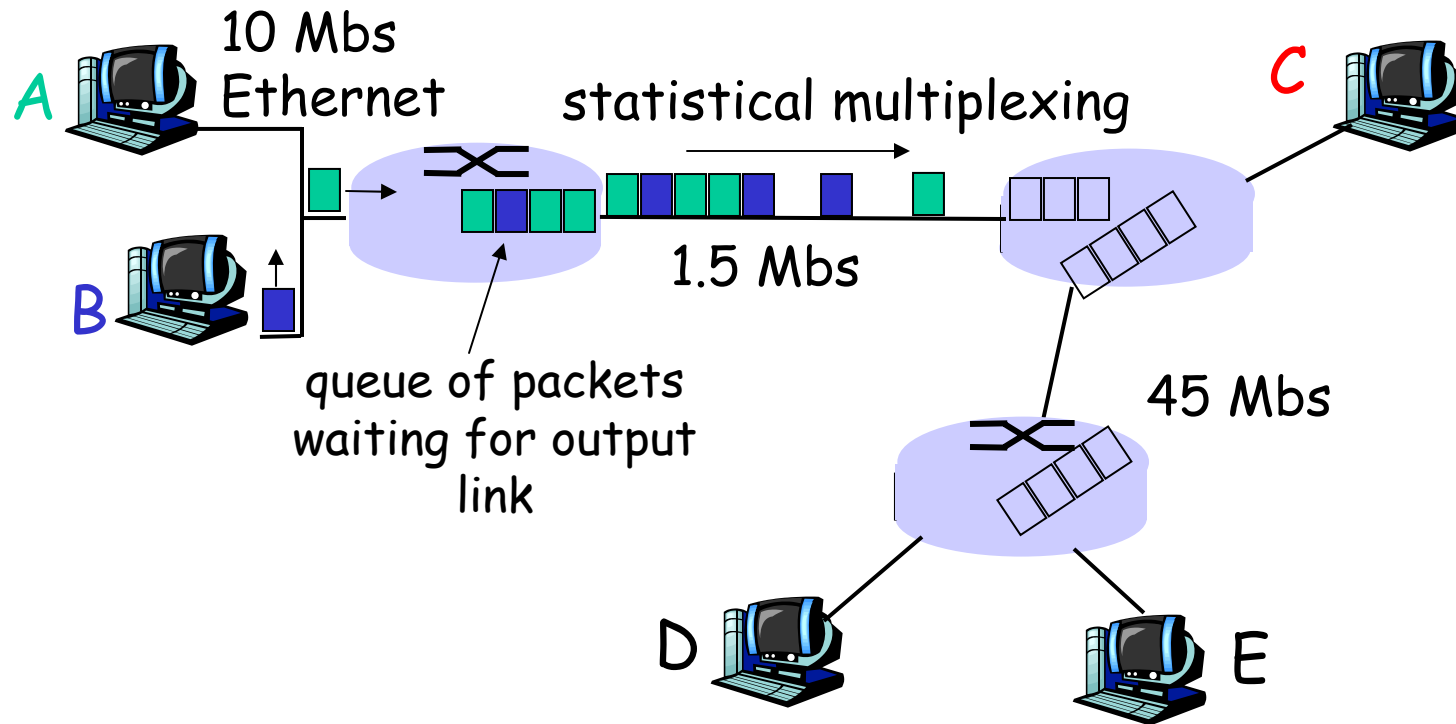 10 Mbs
Ethernet
A
statistical multiplexing
C
B
1.5 Mbs
queue of packets
waiting for output
link
45 Mbs
D
E